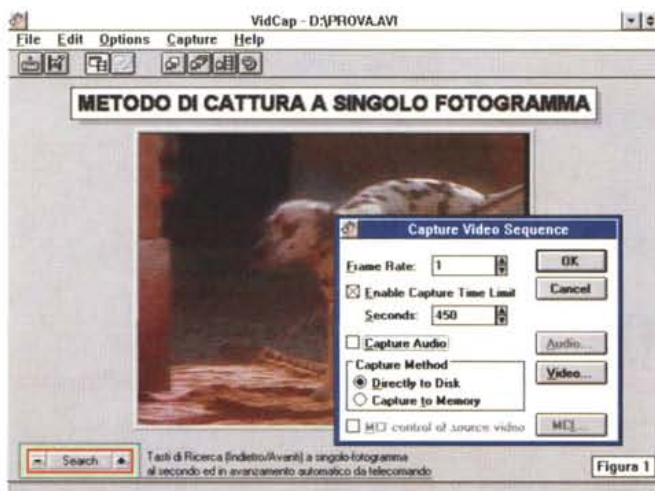 VidCap - D:\PROVA.AVI
File Edit Options Capture Help
METODO DI CATTURA A SINGOLO FOTOGRAMMA
Capture Video Sequence
Frame Rate: 1
OK
Enable Capture Time Limit
Cancel
Seconds: 450
Capture Audio
Audio...
Capture Method
Directly to Disk
Video...
Capture to Memory
MCI control of source video
MCI...
- Search +
Tasti di Ricerca (Indietro/Avanti) a singolo-fotogramma
al secondo ed in avanzamento automatico da telecomando
Figura 1